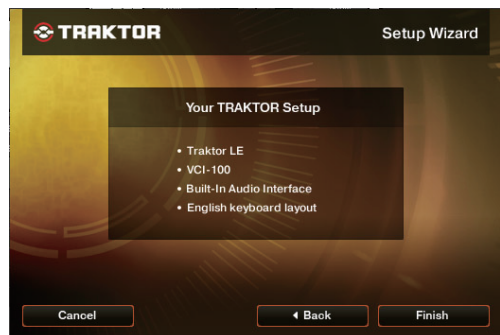 TRAKTOR
Setup Wizard
Your TRAKTOR Setup
• Traktor LE
• VCI-100
• Built-In Audio Interface
• English keyboard layout
Cancel
Back
Finish